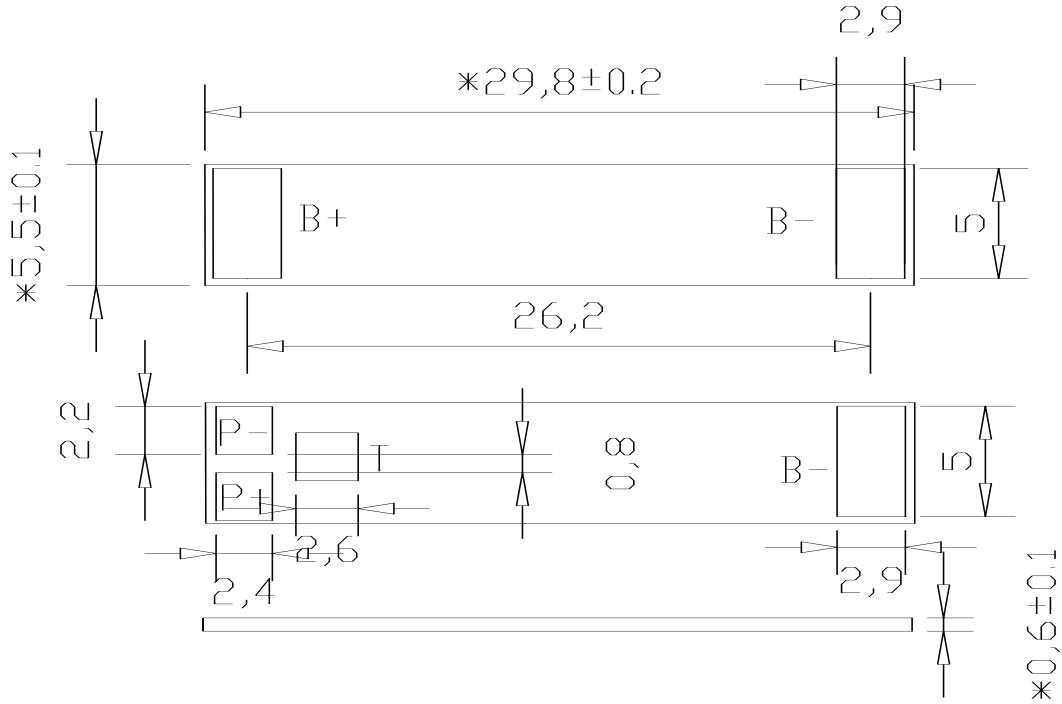 2,9
*29,8±0.2
*5,5±0.1
B+
B-
5
26,2
2,2
P-
T
0,8
B-
5
P+
2,6
2,4
2,9
*0,6±0.1